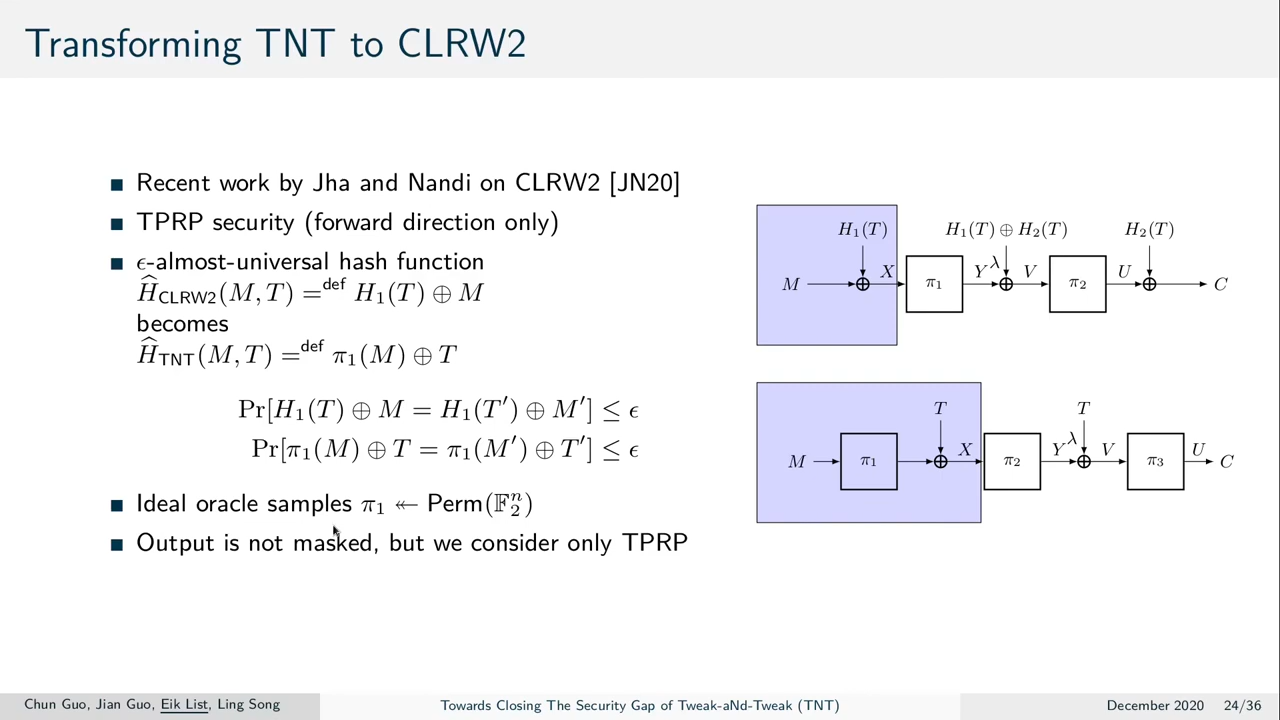 Transforming TNT to CLRW2
Recent work by Jha and Nandi on CLRW2 [JN20]
TPRP security (forward direction only)
ϵ-almost-universal hash function
Ĥ_CLRW2(M, T) =^def H₁(T) ⊕ M
becomes
Ĥ_TNT(M, T) =^def π₁(M) ⊕ T
Pr[H₁(T) ⊕ M = H₁(T′) ⊕ M′] ≤ ϵ
Pr[π₁(M) ⊕ T = π₁(M′) ⊕ T′] ≤ ϵ
Ideal oracle samples π₁ ↞ Perm(𝔽₂ⁿ)
Output is not masked, but we consider only TPRP
H₁(T) H₁(T) ⊕ H₂(T) H₂(T)
M X π₁ Y λ V π₂ U C
T T
M π₁ X π₂ Y λ V π₃ U C
Chun Guo, Jian Guo, Eik List, Ling Song
Towards Closing The Security Gap of Tweak-aNd-Tweak (TNT)
December 2020 24/36